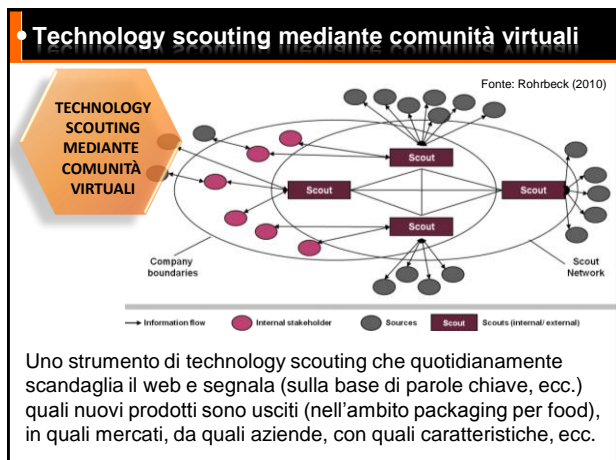 • Technology scouting mediante comunità virtuali
Fonte: Rohrbeck (2010)
TECHNOLOGY
SCOUTING
MEDIANTE
COMUNITÀ
VIRTUALI
Scout
Scout
Scout
Scout
Company
boundaries
Scout
Network
Information flow
Internal stakeholder
Sources
Scout
Scouts (internal/ external)
Uno strumento di technology scouting che quotidianamente
scandaglia il web e segnala (sulla base di parole chiave, ecc.)
quali nuovi prodotti sono usciti (nell’ambito packaging per food),
in quali mercati, da quali aziende, con quali caratteristiche, ecc.